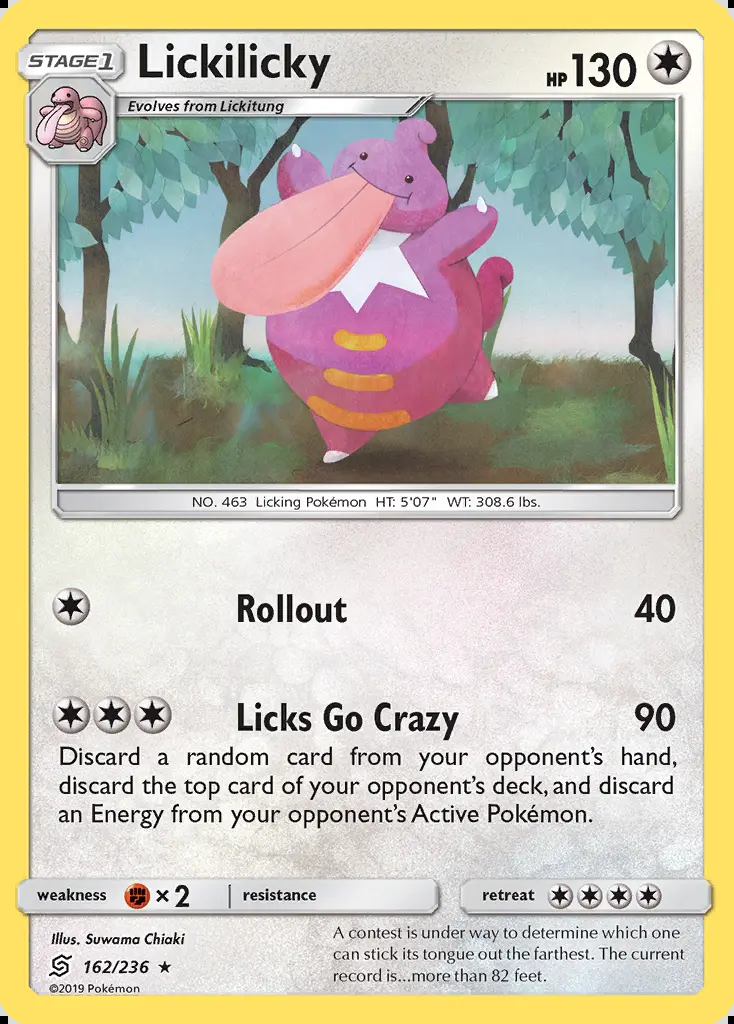 STAGE1
Lickilicky
HP 130
Evolves from Lickitung
NO. 463 Licking Pokémon HT: 5'07" WT: 308.6 lbs.
Rollout 40
Licks Go Crazy 90
Discard a random card from your opponent's hand,
discard the top card of your opponent's deck, and discard
an Energy from your opponent's Active Pokémon.
weakness ×2 resistance retreat
Illus. Suwama Chiaki
162/236 ★
©2019 Pokémon
A contest is under way to determine which one
can stick its tongue out the farthest. The current
record is...more than 82 feet.